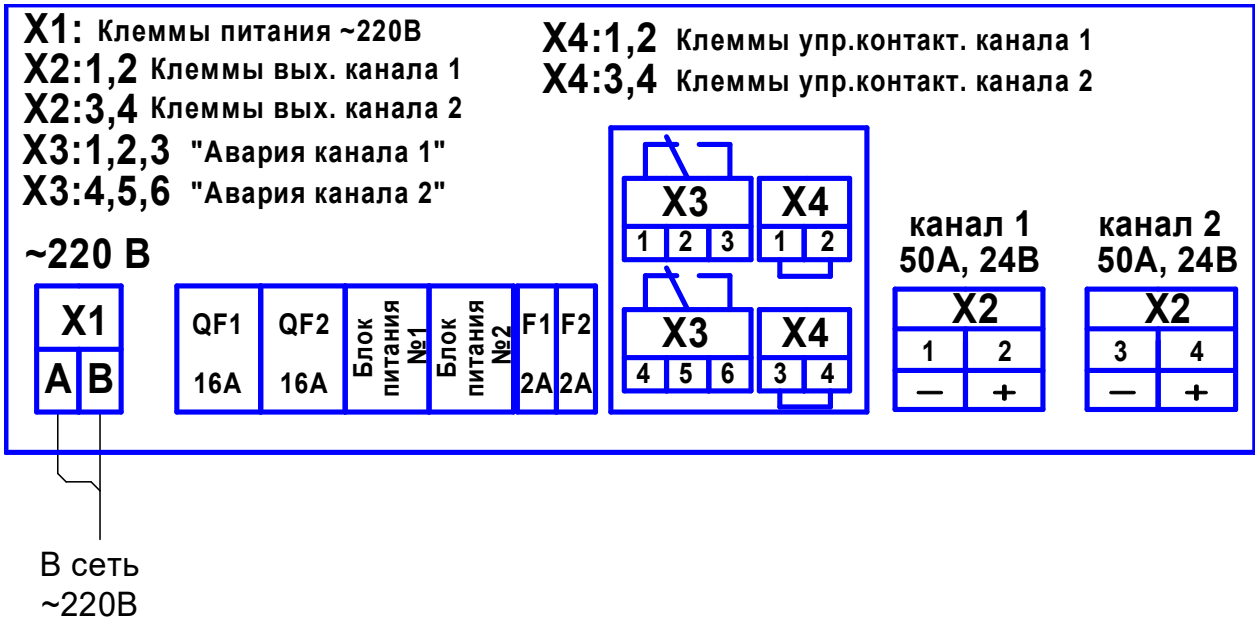 X1: Клеммы питания ~220В
X2:1,2 Клеммы вых. канала 1
X2:3,4 Клеммы вых. канала 2
X3:1,2,3 "Авария канала 1"
X3:4,5,6 "Авария канала 2"
X4:1,2 Клеммы упр.контакт. канала 1
X4:3,4 Клеммы упр.контакт. канала 2
~220 В
X1
A B
QF1
16A
QF2
16A
Блок
питания
№1
Блок
питания
№2
F1
2A
F2
2A
X3
1 2 3
X4
1 2
X3
4 5 6
X4
3 4
канал 1
50А, 24В
X2
1 2
– +
канал 2
50А, 24В
X2
3 4
– +
В сеть
~220В